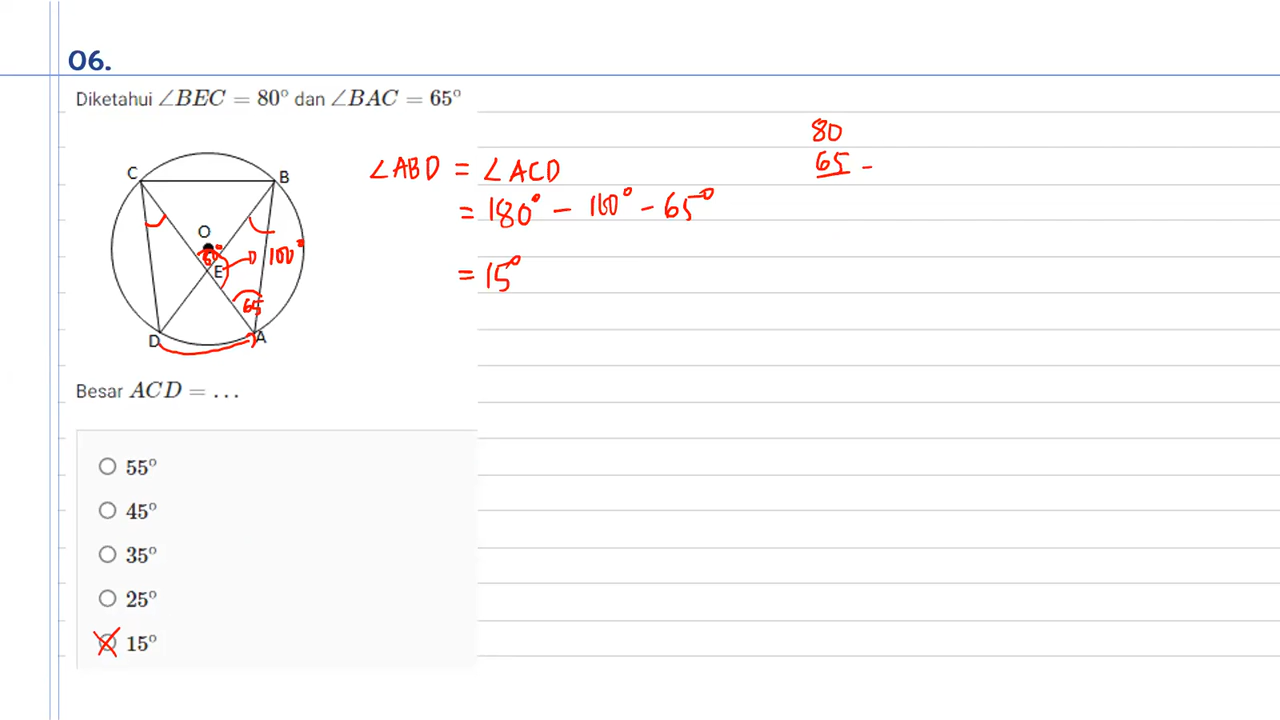 06.
Diketahui ∠BEC = 80° dan ∠BAC = 65°
80
65 -
C
B
∠ABD = ∠ACD
= 180° - 100° - 65°
O
80°
100°
E
= 15°
65
D
A
Besar ACD = ...
55°
45°
35°
25°
15°